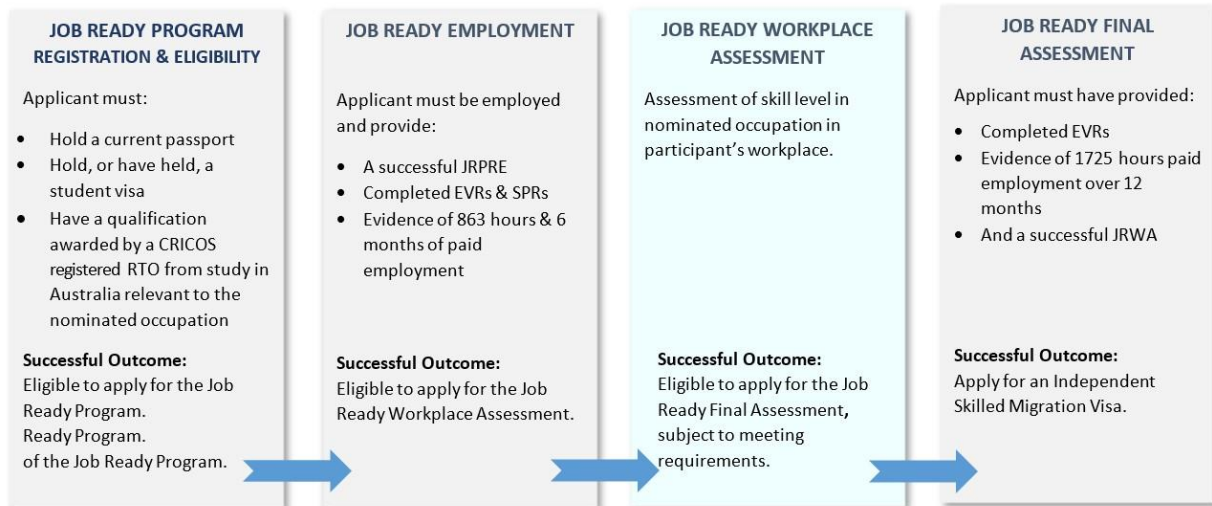 JOB READY PROGRAM
REGISTRATION & ELIGIBILITY
Applicant must:
• Hold a current passport
• Hold, or have held, a
student visa
• Have a qualification
awarded by a CRICOS
registered RTO from study in
Australia relevant to the
nominated occupation
Successful Outcome:
Eligible to apply for the Job
Ready Program.
Ready Program.
of the Job Ready Program.
JOB READY EMPLOYMENT
Applicant must be employed
and provide:
• A successful JRPRE
• Completed EVRs & SPRs
• Evidence of 863 hours & 6
months of paid
employment
Successful Outcome:
Eligible to apply for the Job
Ready Workplace Assessment.
JOB READY WORKPLACE
ASSESSMENT
Assessment of skill level in
nominated occupation in
participant's workplace.
Successful Outcome:
Eligible to apply for the Job
Ready Final Assessment,
subject to meeting
requirements.
JOB READY FINAL
ASSESSMENT
Applicant must have provided:
• Completed EVRs
• Evidence of 1725 hours paid
employment over 12
months
• And a successful JRWA
Successful Outcome:
Apply for an Independent
Skilled Migration Visa.